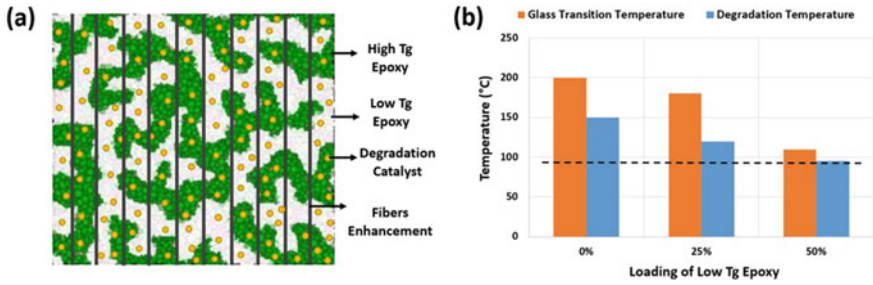 (a)
High Tg
Epoxy
Low Tg
Epoxy
Degradation
Catalyst
Fibers
Enhancement
(b)
Glass Transition Temperature
Degradation Temperature
250
200
150
100
50
0
Temperature (°C)
0%
25%
50%
Loading of Low Tg Epoxy